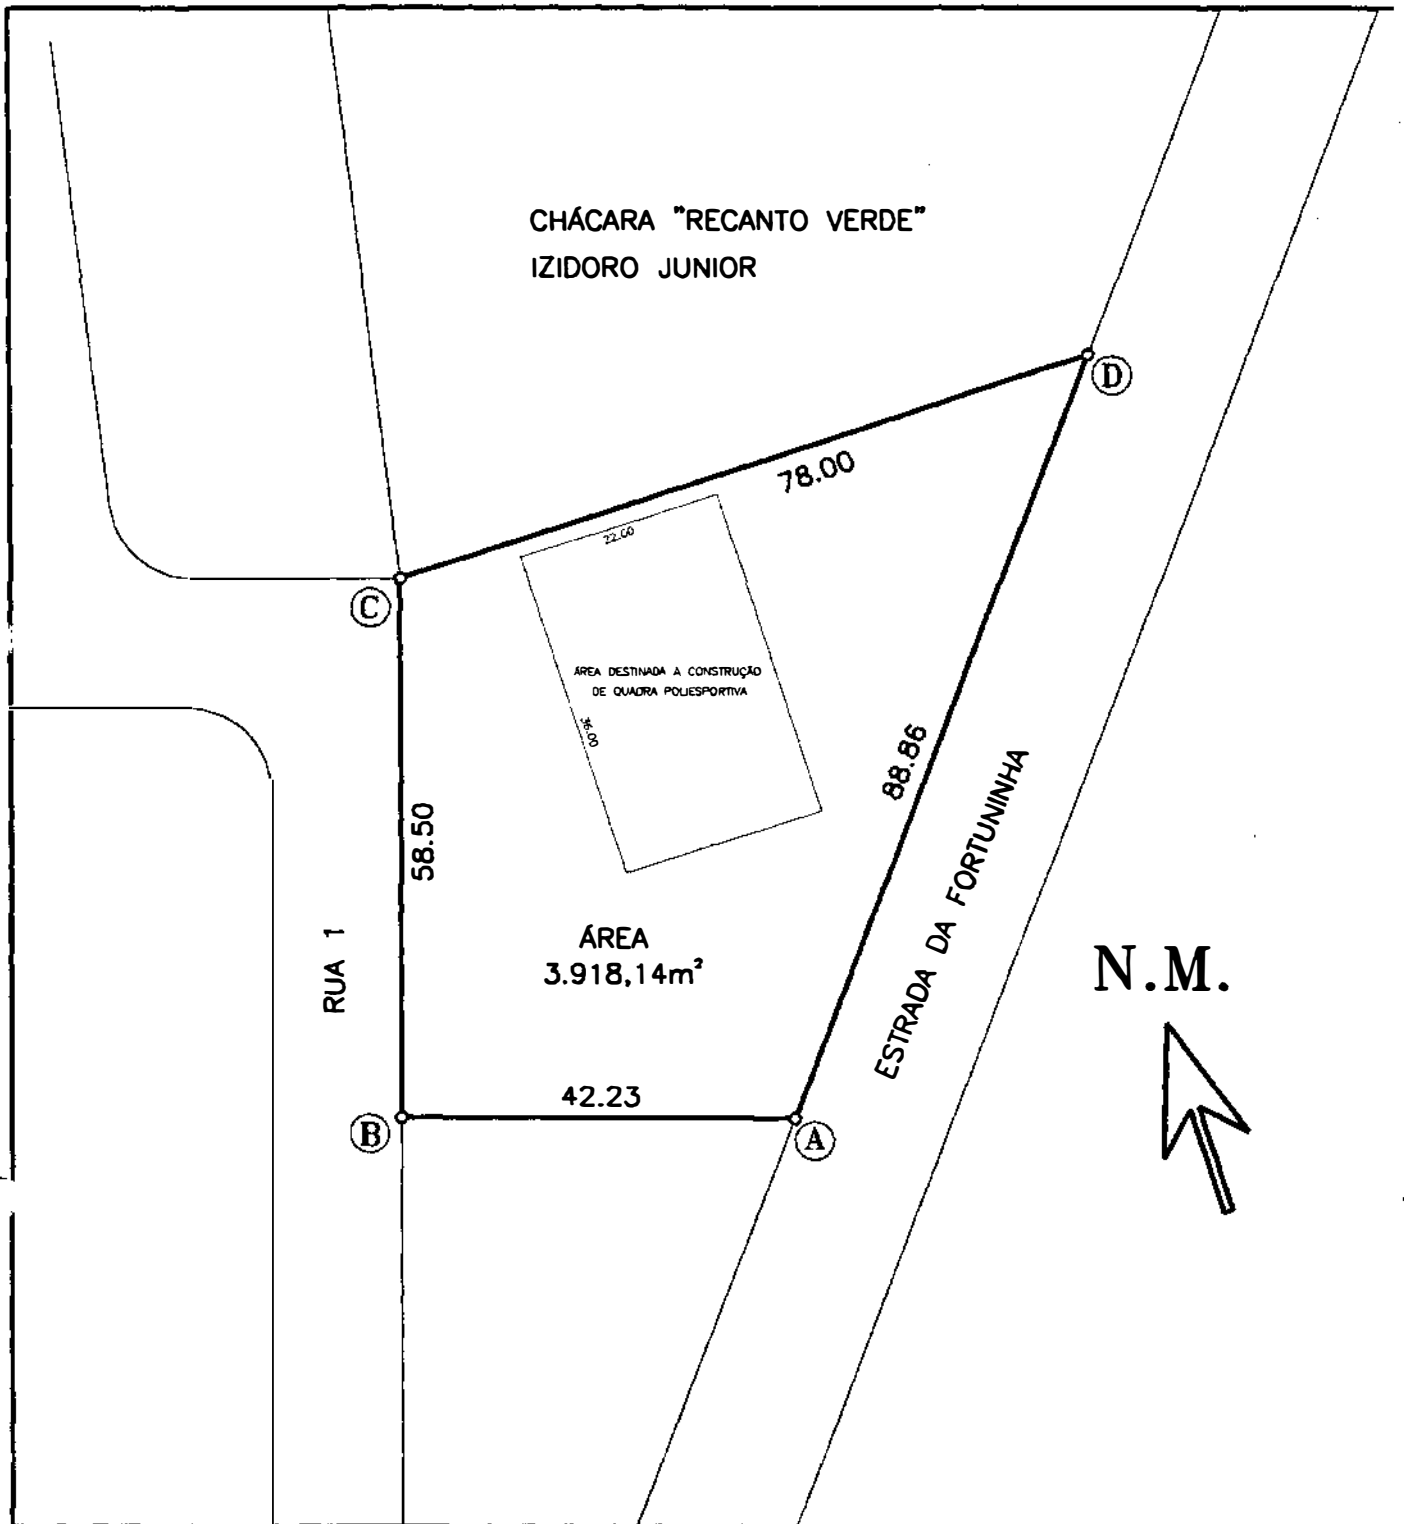 CHÁCARA "RECANTO VERDE"
IZIDORO JUNIOR
D
78.00
22.00
C
ÁREA DESTINADA A CONSTRUÇÃO
DE QUADRA POLIESPORTIVA
36.00
88.86
58.50
ESTRADA DA FORTUNINHA
RUA 1
ÁREA
3.918,14m²
N.M.
42.23
B
A